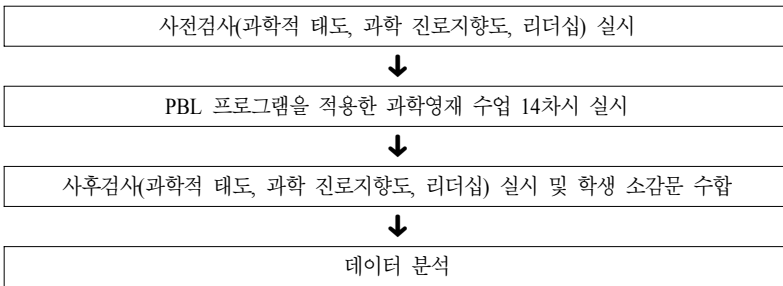 사전검사(과학적 태도, 과학 진로지향도, 리더십) 실시
PBL 프로그램을 적용한 과학영재 수업 14차시 실시
사후검사(과학적 태도, 과학 진로지향도, 리더십) 실시 및 학생 소감문 수합
데이터 분석